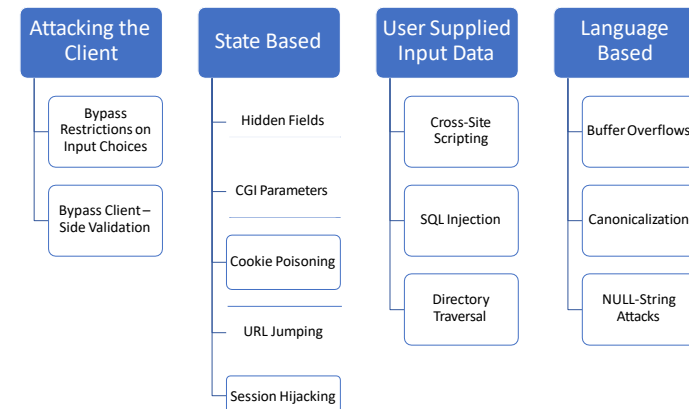 Attacking the
Client
Bypass
Restrictions on
Input Choices
Bypass Client–
Side Validation
State Based
Hidden Fields
CGI Parameters
Cookie Poisoning
URL Jumping
Session Hijacking
User Supplied
Input Data
Cross-Site
Scripting
SQL Injection
Directory
Traversal
Language
Based
Buffer Overflows
Canonicalization
NULL-String
Attacks